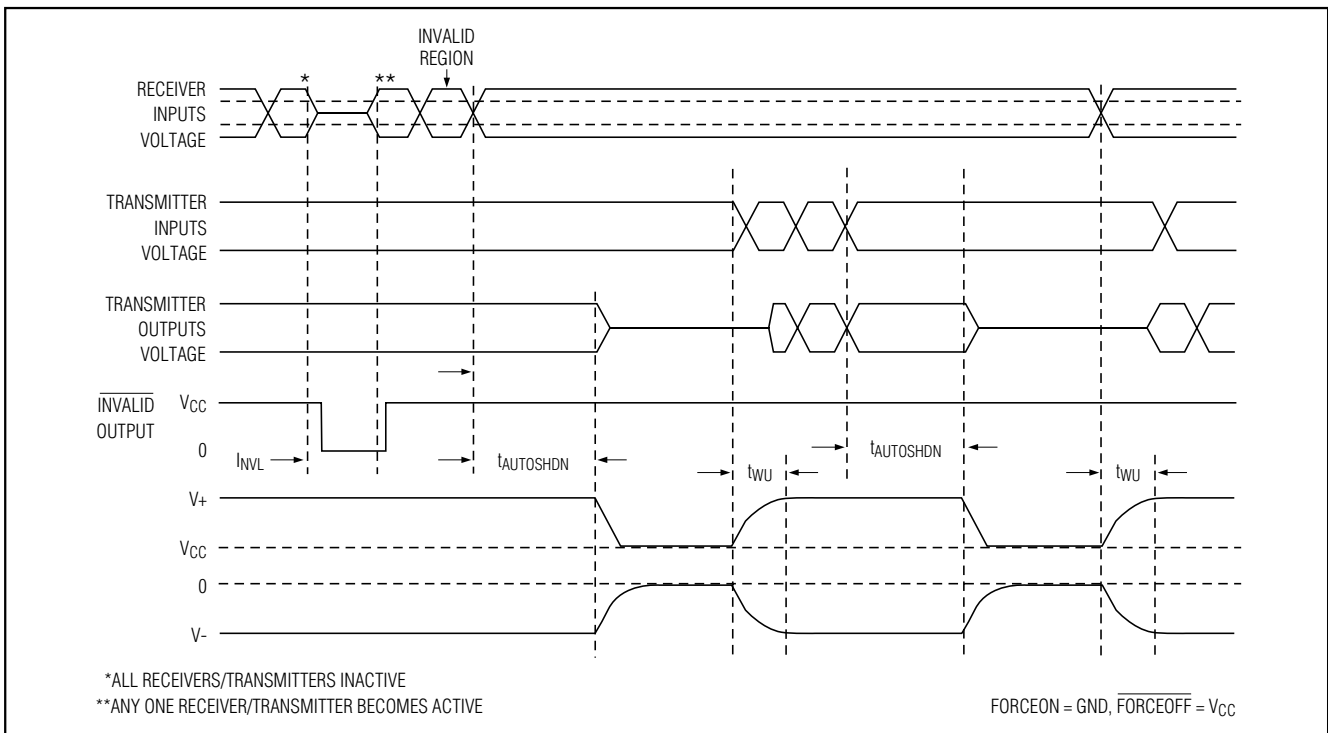 INVALID
REGION
* **
RECEIVER
INPUTS
VOLTAGE
TRANSMITTER
INPUTS
VOLTAGE
TRANSMITTER
OUTPUTS
VOLTAGE
INVALID
OUTPUT
VCC
0
INVL
tAUTOSHDN
tWU
tAUTOSHDN
tWU
V+
VCC
0
V-
*ALL RECEIVERS/TRANSMITTERS INACTIVE
**ANY ONE RECEIVER/TRANSMITTER BECOMES ACTIVE
FORCEON = GND, FORCEOFF = VCC